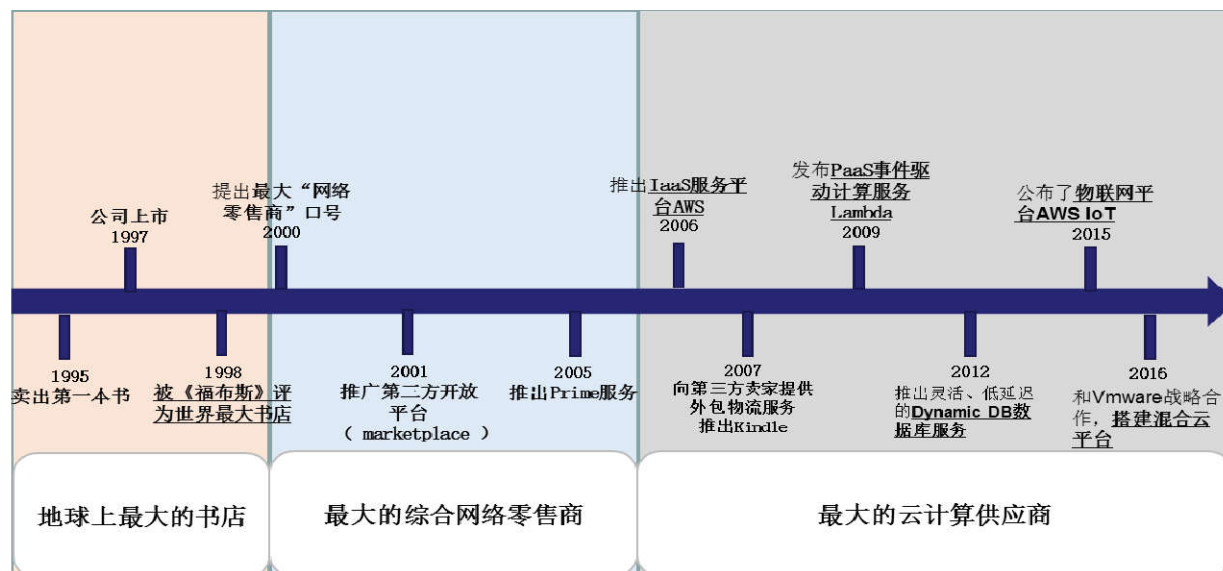 公司上市
1997
提出最大“网络
零售商”口号
2000
推出IaaS服务平
台AWS
2006
发布PaaS事件驱
动计算服务
Lambda
2009
公布了物联网平
台AWS IoT
2015
1995
卖出第一本书
1998
被《福布斯》评
为世界最大书店
2001
推广第三方开放
平台
（ marketplace ）
2005
推出Prime服务
2007
向第三方卖家提供
外包物流服务
推出Kindle
2012
推出灵活、低延迟
的Dynamic DB数
据库服务
2016
和Vmware战略合
作，搭建混合云
平台
地球上最大的书店
最大的综合网络零售商
最大的云计算供应商